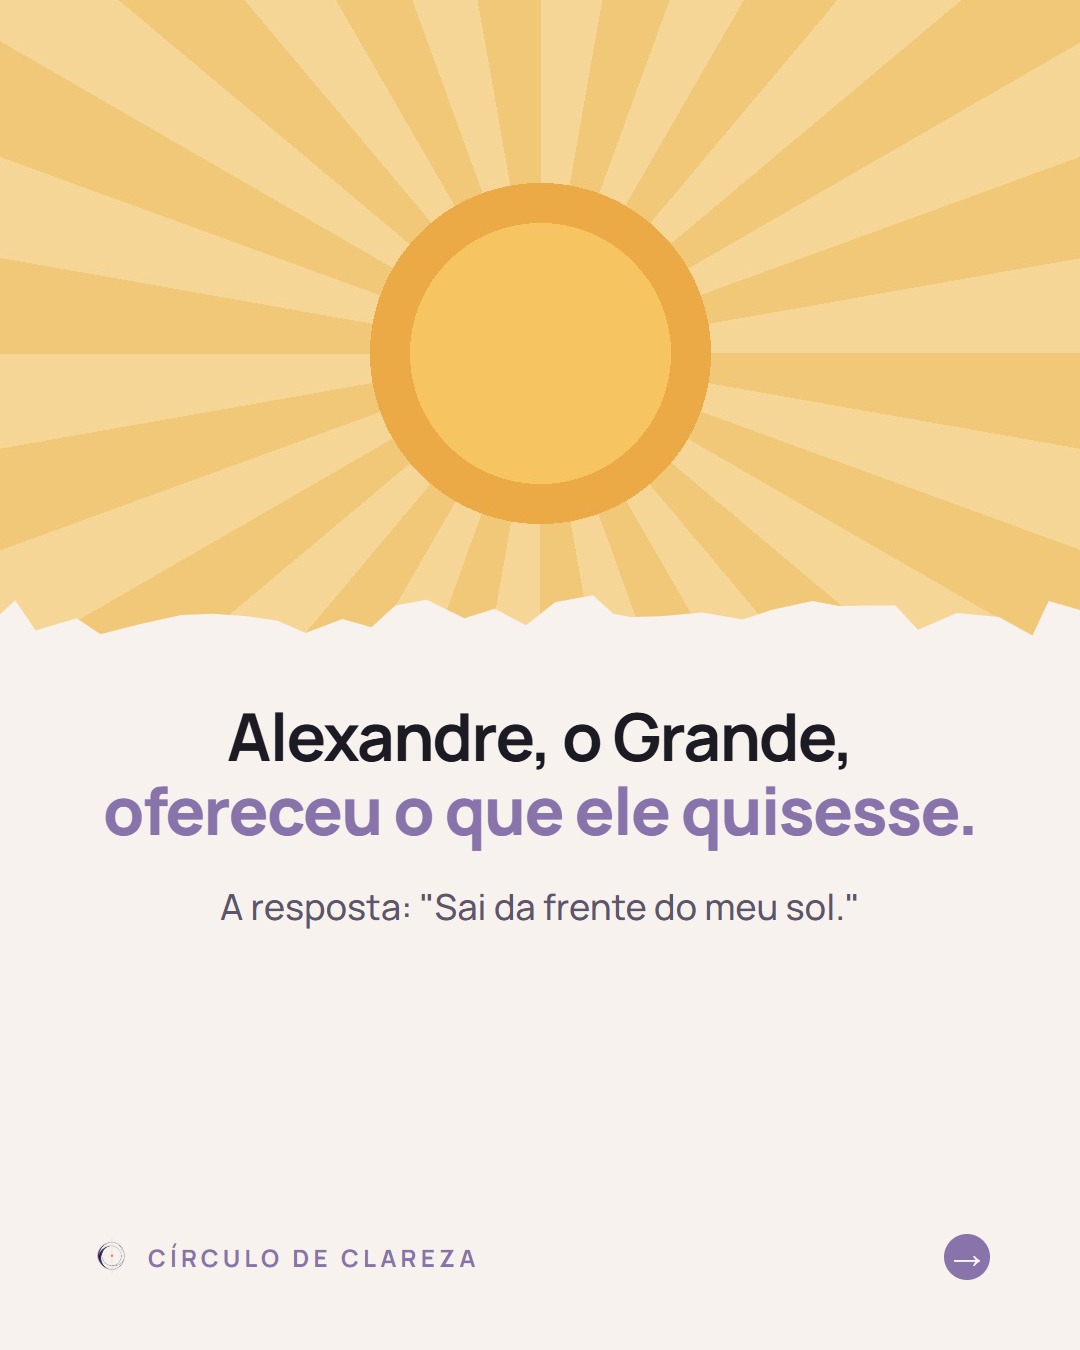 Alexandre, o Grande,
ofereceu o que ele quisesse.
A resposta: "Sai da frente do meu sol."
CÍRCULO DE CLAREZA
→